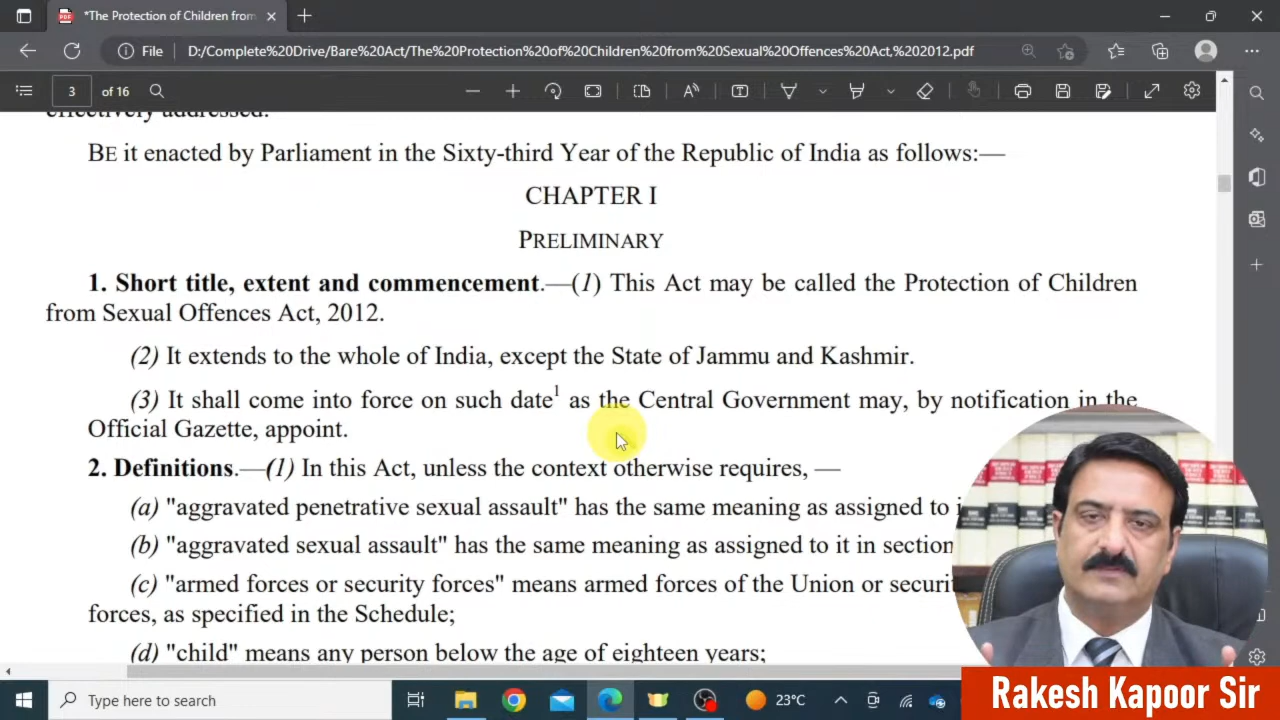 *The Protection of Children from
File D:/Complete%20Drive/Bare%20Act/The%20Protection%20of%20Children%20from%20Sexual%20Offences%20Act,%202012.pdf
3 of 16
effectively addressed.
BE it enacted by Parliament in the Sixty-third Year of the Republic of India as follows:—
CHAPTER I
PRELIMINARY
1. Short title, extent and commencement.—(1) This Act may be called the Protection of Children
from Sexual Offences Act, 2012.
(2) It extends to the whole of India, except the State of Jammu and Kashmir.
(3) It shall come into force on such date1 as the Central Government may, by notification in the
Official Gazette, appoint.
2. Definitions.—(1) In this Act, unless the context otherwise requires, —
(a) "aggravated penetrative sexual assault" has the same meaning as assigned to
(b) "aggravated sexual assault" has the same meaning as assigned to it in section
(c) "armed forces or security forces" means armed forces of the Union or
forces, as specified in the Schedule;
(d) "child" means any person below the age of eighteen years;
Type here to search
23°C
Rakesh Kapoor Sir